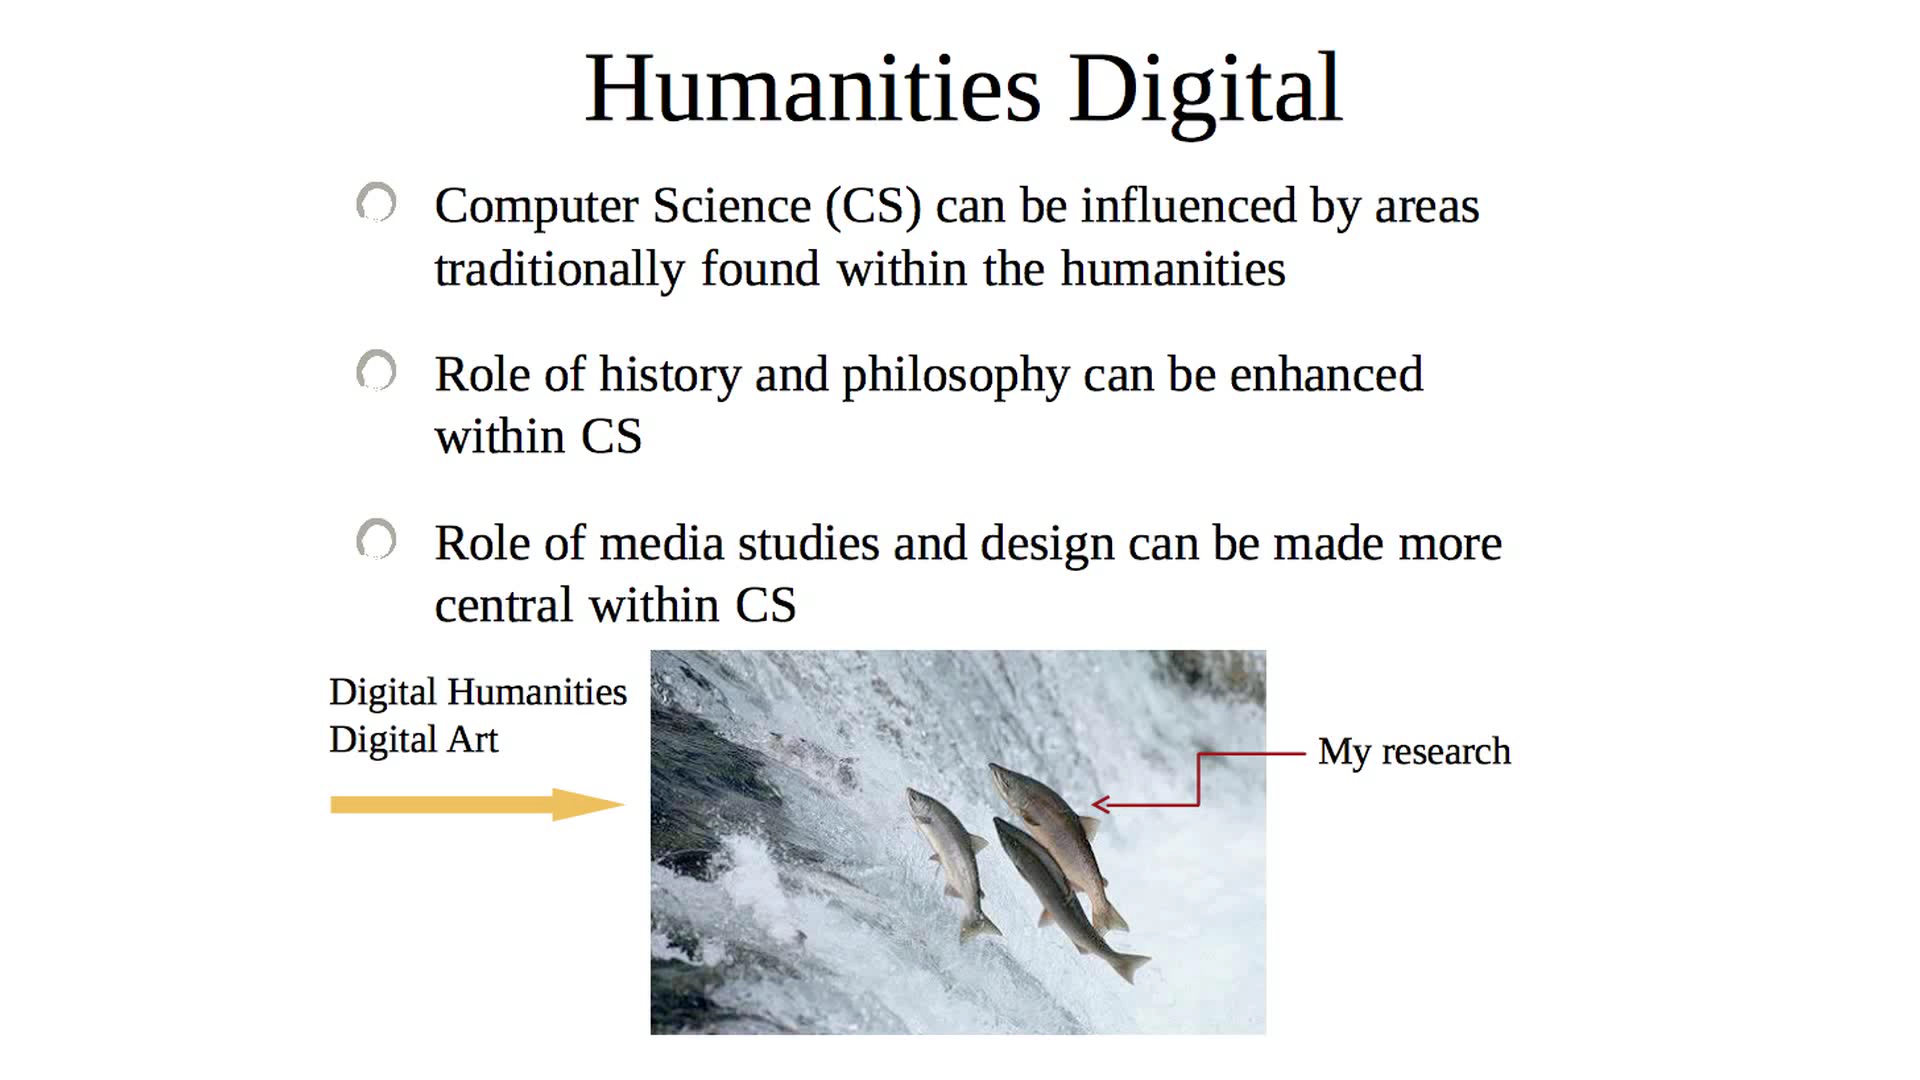 Humanities Digital
Computer Science (CS) can be influenced by areas
traditionally found within the humanities
Role of history and philosophy can be enhanced
within CS
Role of media studies and design can be made more
central within CS
Digital Humanities
Digital Art
My research